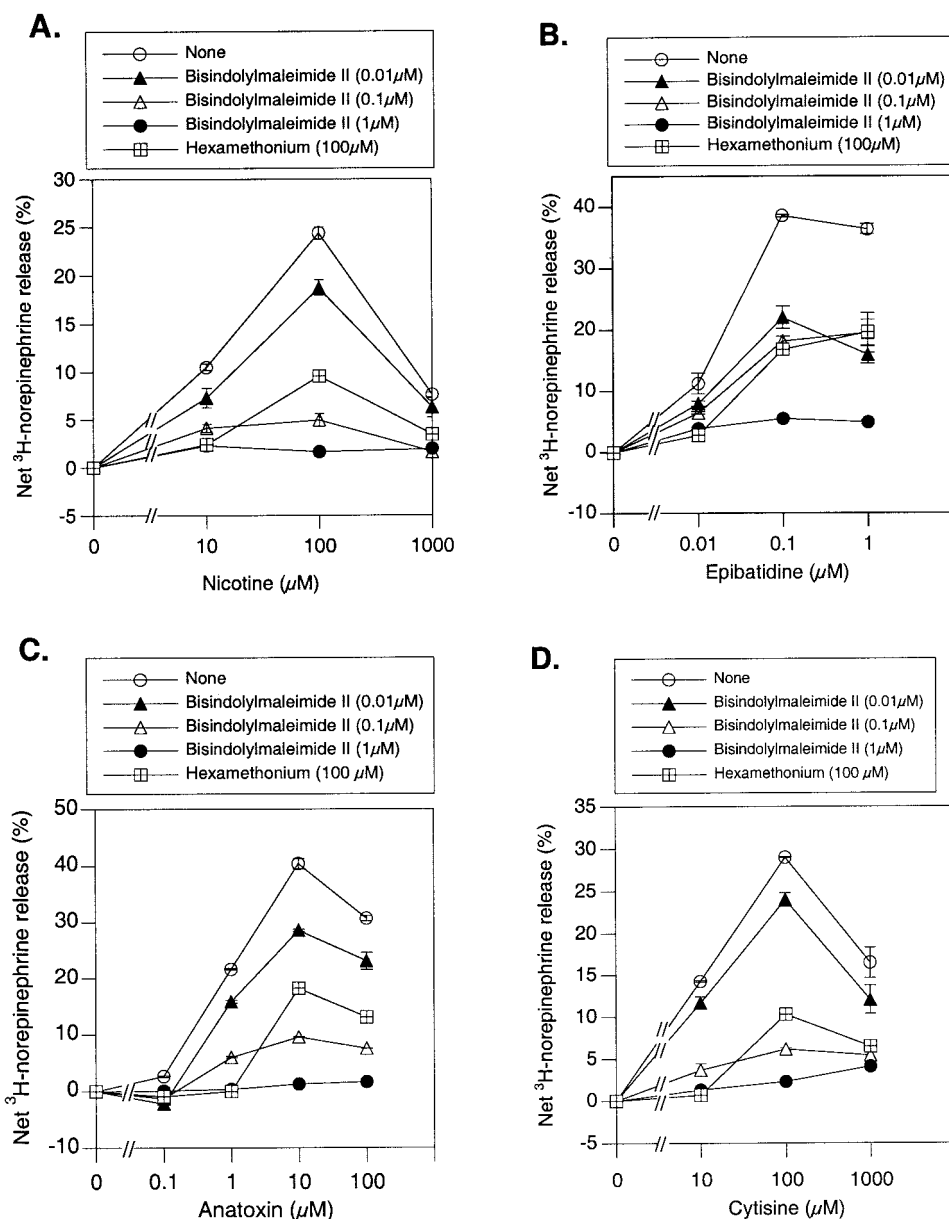 A.
None
Bisindolylmaleimide II (0.01µM)
Bisindolylmaleimide II (0.1µM)
Bisindolylmaleimide II (1µM)
Hexamethonium (100µM)
Net ³H-norepinephrine release (%)
30
25
20
15
10
5
0
-5
0 10 100 1000
Nicotine (µM)
B.
None
Bisindolylmaleimide II (0.01µM)
Bisindolylmaleimide II (0.1µM)
Bisindolylmaleimide II (1µM)
Hexamethonium (100µM)
Net ³H-norepinephrine release (%)
40
30
20
10
0
-10
0 0.01 0.1 1
Epibatidine (µM)
C.
None
Bisindolylmaleimide II (0.01µM)
Bisindolylmaleimide II (0.1µM)
Bisindolylmaleimide II (1µM)
Hexamethonium (100 µM)
Net ³H-norepinephrine release (%)
50
40
30
20
10
0
-10
0 0.1 1 10 100
Anatoxin (µM)
D.
None
Bisindolylmaleimide II (0.01µM)
Bisindolylmaleimide II (0.1µM)
Bisindolylmaleimide II (1µM)
Hexamethonium (100 µM)
Net ³H-norepinephrine release (%)
35
30
25
20
15
10
5
0
-5
0 10 100 1000
Cytisine (µM)